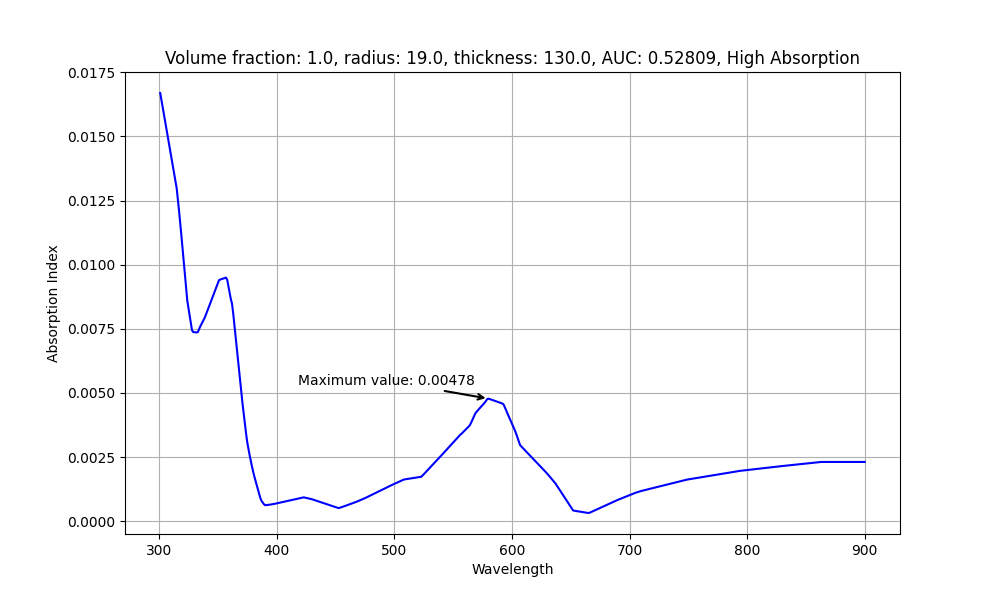 Volume fraction: 1.0, radius: 19.0, thickness: 130.0, AUC: 0.52809, High Absorption
0.0175
0.0150
0.0125
0.0100
0.0075
0.0050
0.0025
0.0000
Absorption Index
Maximum value: 0.00478
300 400 500 600 700 800 900
Wavelength